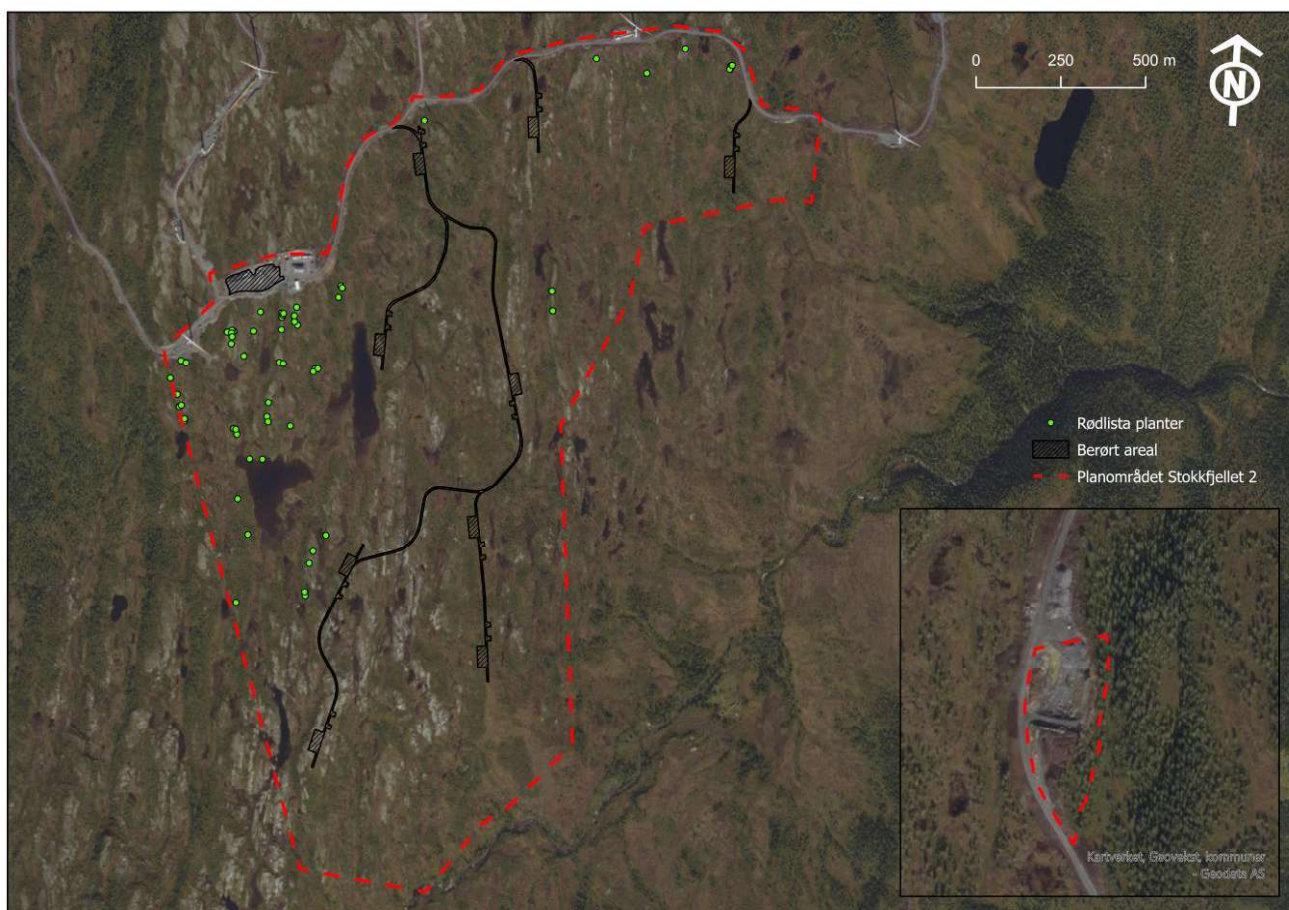 N
0 250 500 m
Rødlista planter
Berørt areal
Planområdet Stokkfjellet 2
Kartverket, Geovekst, kommuner
- Geodata AS